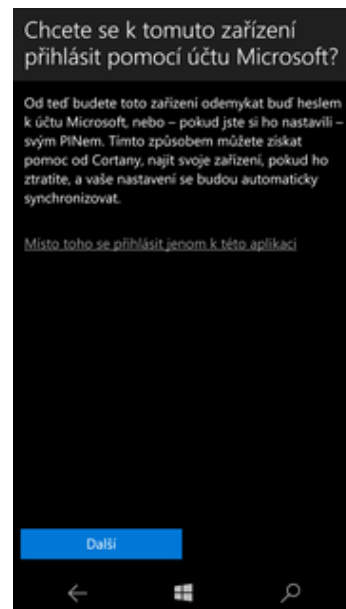 Chcete se k tomuto zařízení
přihlásit pomocí účtu Microsoft?
Od teď budete toto zařízení odemykat buď heslem
k účtu Microsoft, nebo – pokud jste si ho nastavili –
svým PINem. Tímto způsobem můžete získat
pomoc od Cortany, najít svoje zařízení, pokud ho
ztratíte, a vaše nastavení se budou automaticky
synchronizovat.
Místo toho se přihlásit jenom k této aplikaci
Další